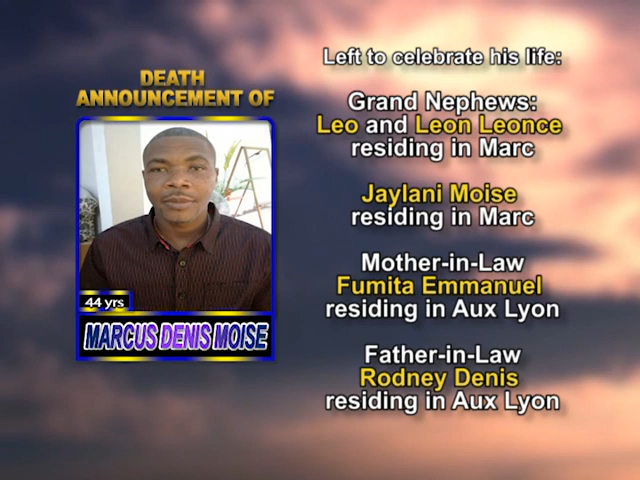 DEATH
ANNOUNCEMENT OF
44 yrs
MARCUS DENIS MOISE
Left to celebrate his life:
Grand Nephews:
Leo and Leon Leonce
residing in Marc
Jaylani Moise
residing in Marc
Mother-in-Law
Fumita Emmanuel
residing in Aux Lyon
Father-in-Law
Rodney Denis
residing in Aux Lyon